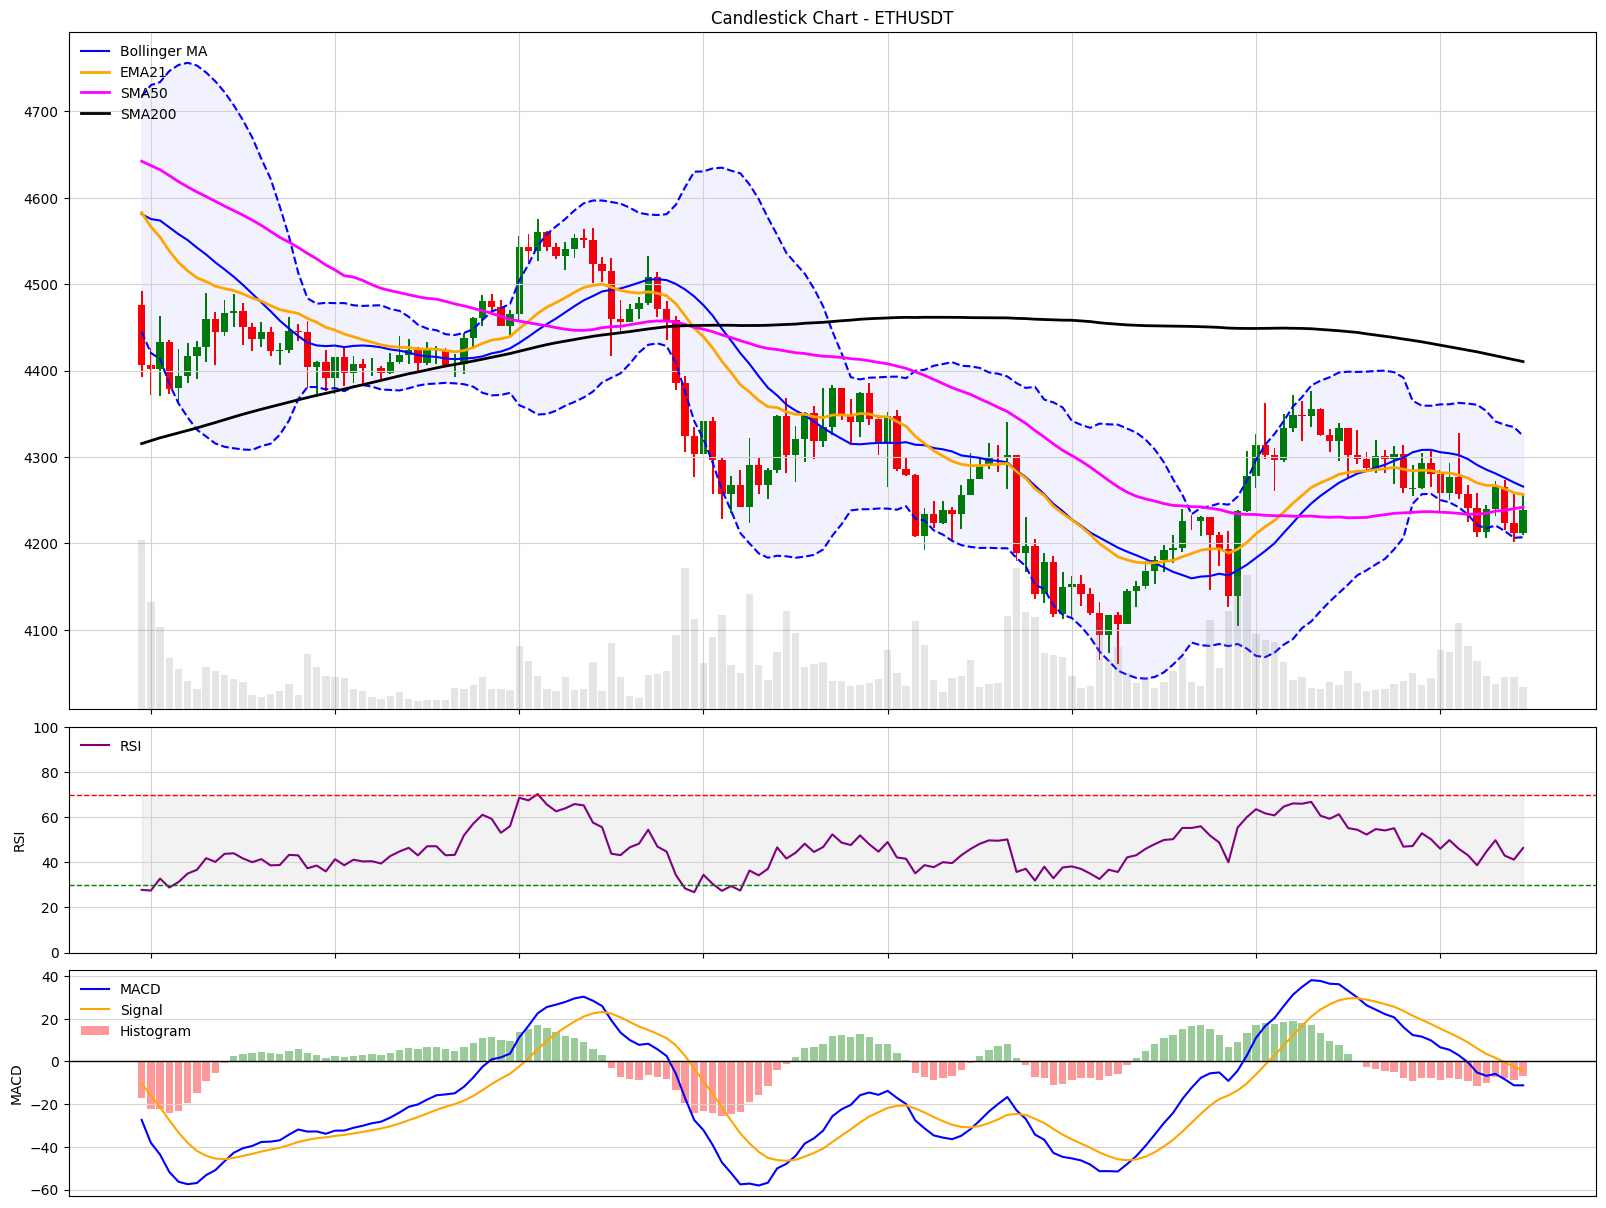 Candlestick Chart - ETHUSDT
Bollinger MA
EMA21
SMA50
SMA200
4700
4600
4500
4400
4300
4200
4100
RSI
100
80
60
40
20
0
RSI
MACD
Signal
Histogram
40
20
0
−20
−40
−60
MACD